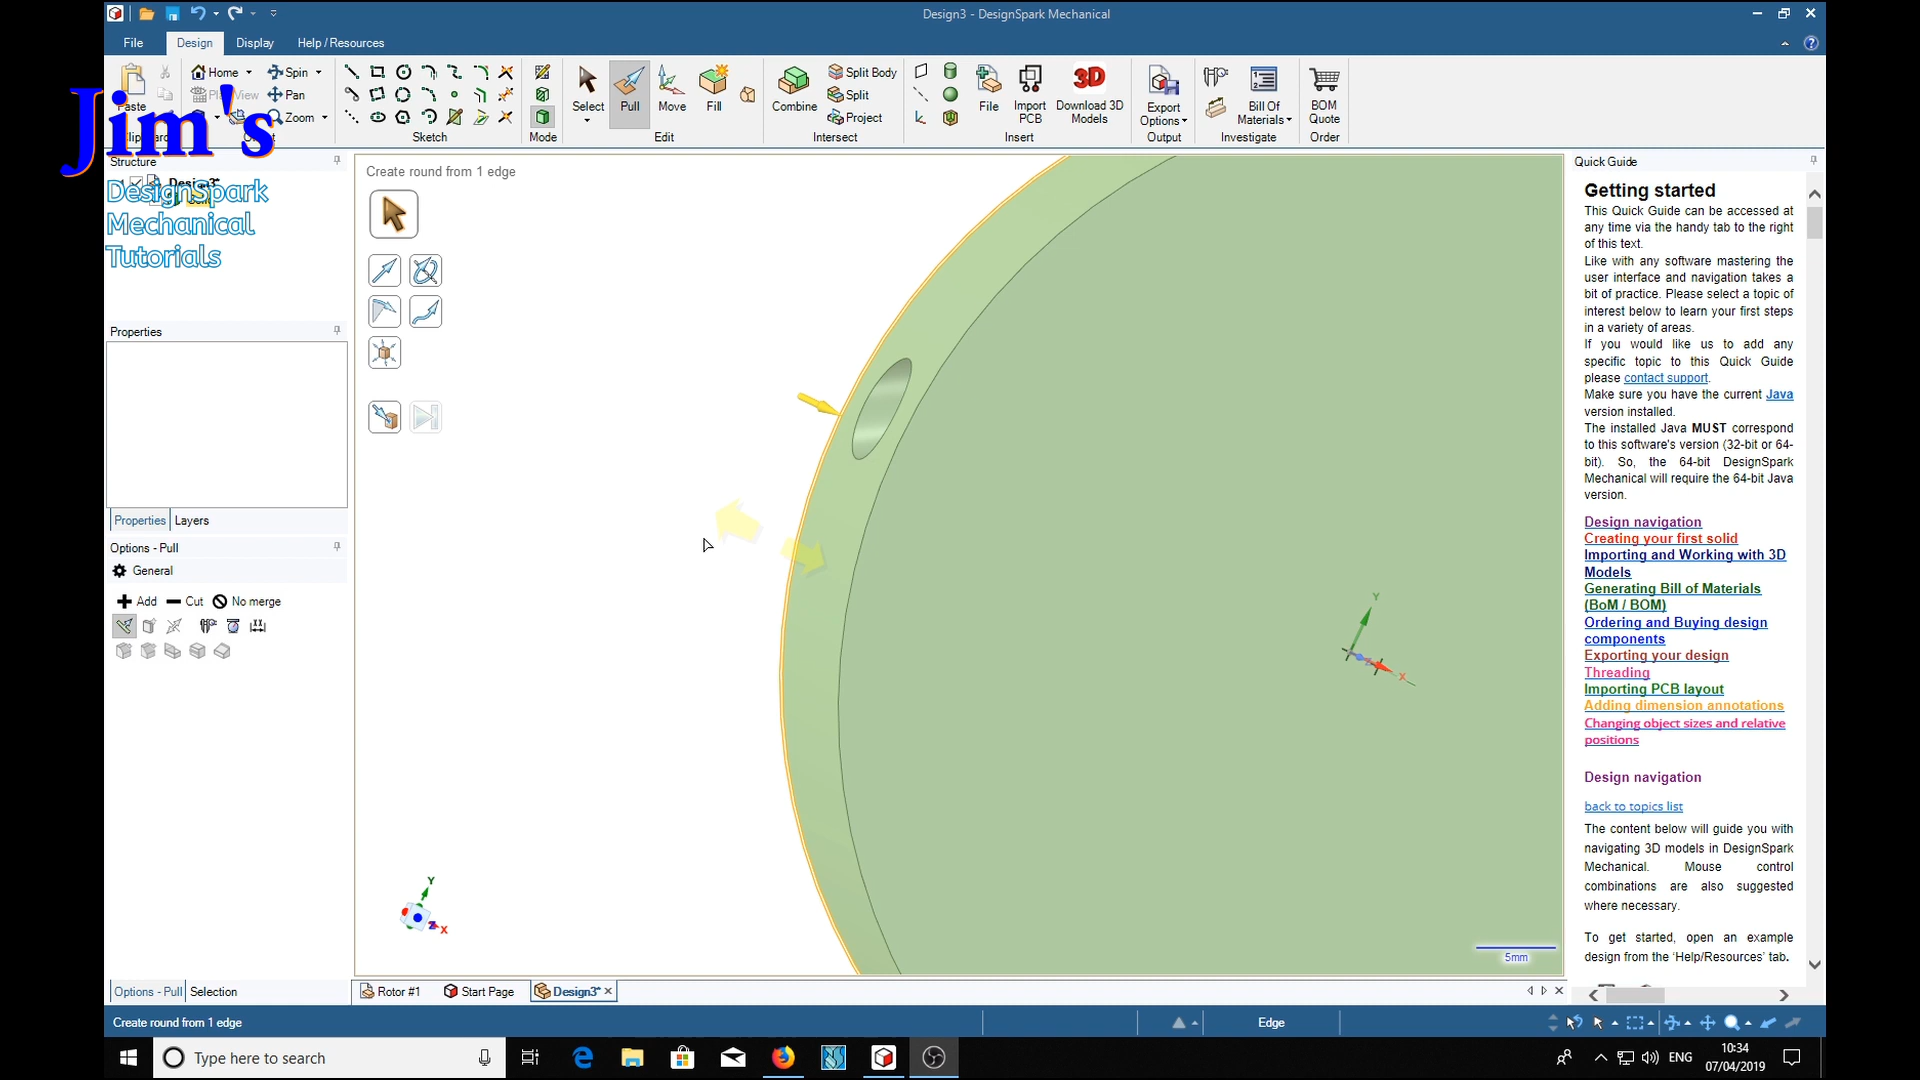 Design3 - DesignSpark Mechanical
File
Design
Display
Help / Resources
Paste
Home
Spin
Pan
Zoom
Sketch
Mode
Select
Pull
Move
Fill
Edit
Combine
Split Body
Split
Project
Intersect
File
Import PCB
Download 3D Models
Insert
Export Options
Output
Bill Of Materials
Investigate
BOM Quote
Order
Jim's
DesignSpark
Mechanical
Tutorials
Structure
Design3*
Properties
Properties
Layers
Options - Pull
General
Add
Cut
No merge
Options - Pull
Selection
Create round from 1 edge
Y
X
Y
Z
X
5mm
Rotor #1
Start Page
Design3*
Quick Guide
Getting started
This Quick Guide can be accessed at
any time via the handy tab to the right
of this text.
Like with any software mastering the
user interface and navigation takes a
bit of practice. Please select a topic of
interest below to learn your first steps
in a variety of areas.
If you would like us to add any
specific topic to this Quick Guide
please contact support.
Make sure you have the current Java
version installed.
The installed Java MUST correspond
to this software's version (32-bit or 64-
bit). So, the 64-bit DesignSpark
Mechanical will require the 64-bit Java
version.
Design navigation
Creating your first solid
Importing and Working with 3D
Models
Generating Bill of Materials
(BoM / BOM)
Ordering and Buying design
components
Exporting your design
Threading
Importing PCB layout
Adding dimension annotations
Changing object sizes and relative
positions
Design navigation
back to topics list
The content below will guide you with
navigating 3D models in DesignSpark
Mechanical. Mouse control
combinations are also suggested
where necessary.
To get started, open an example
design from the 'Help/Resources' tab.
Create round from 1 edge
Edge
Type here to search
ENG
10:34
07/04/2019